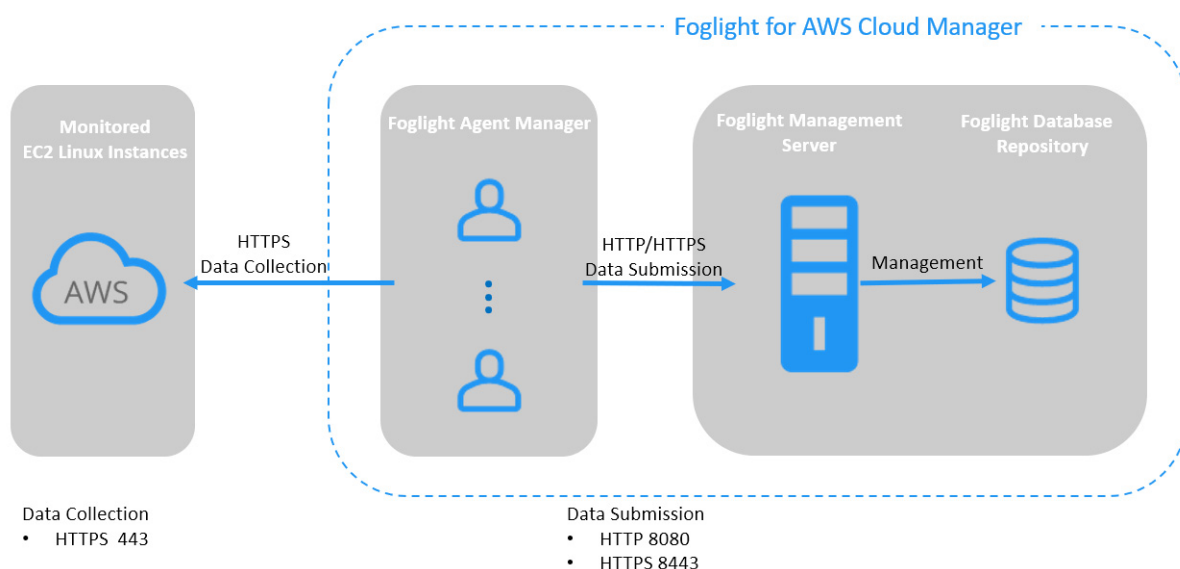 Foglight for AWS Cloud Manager
Monitored
EC2 Linux Instances
AWS
HTTPS
Data Collection
Foglight Agent Manager
HTTP/HTTPS
Data Submission
Foglight Management
Server
Management
Foglight Database
Repository
Data Collection
• HTTPS 443
Data Submission
• HTTP 8080
• HTTPS 8443